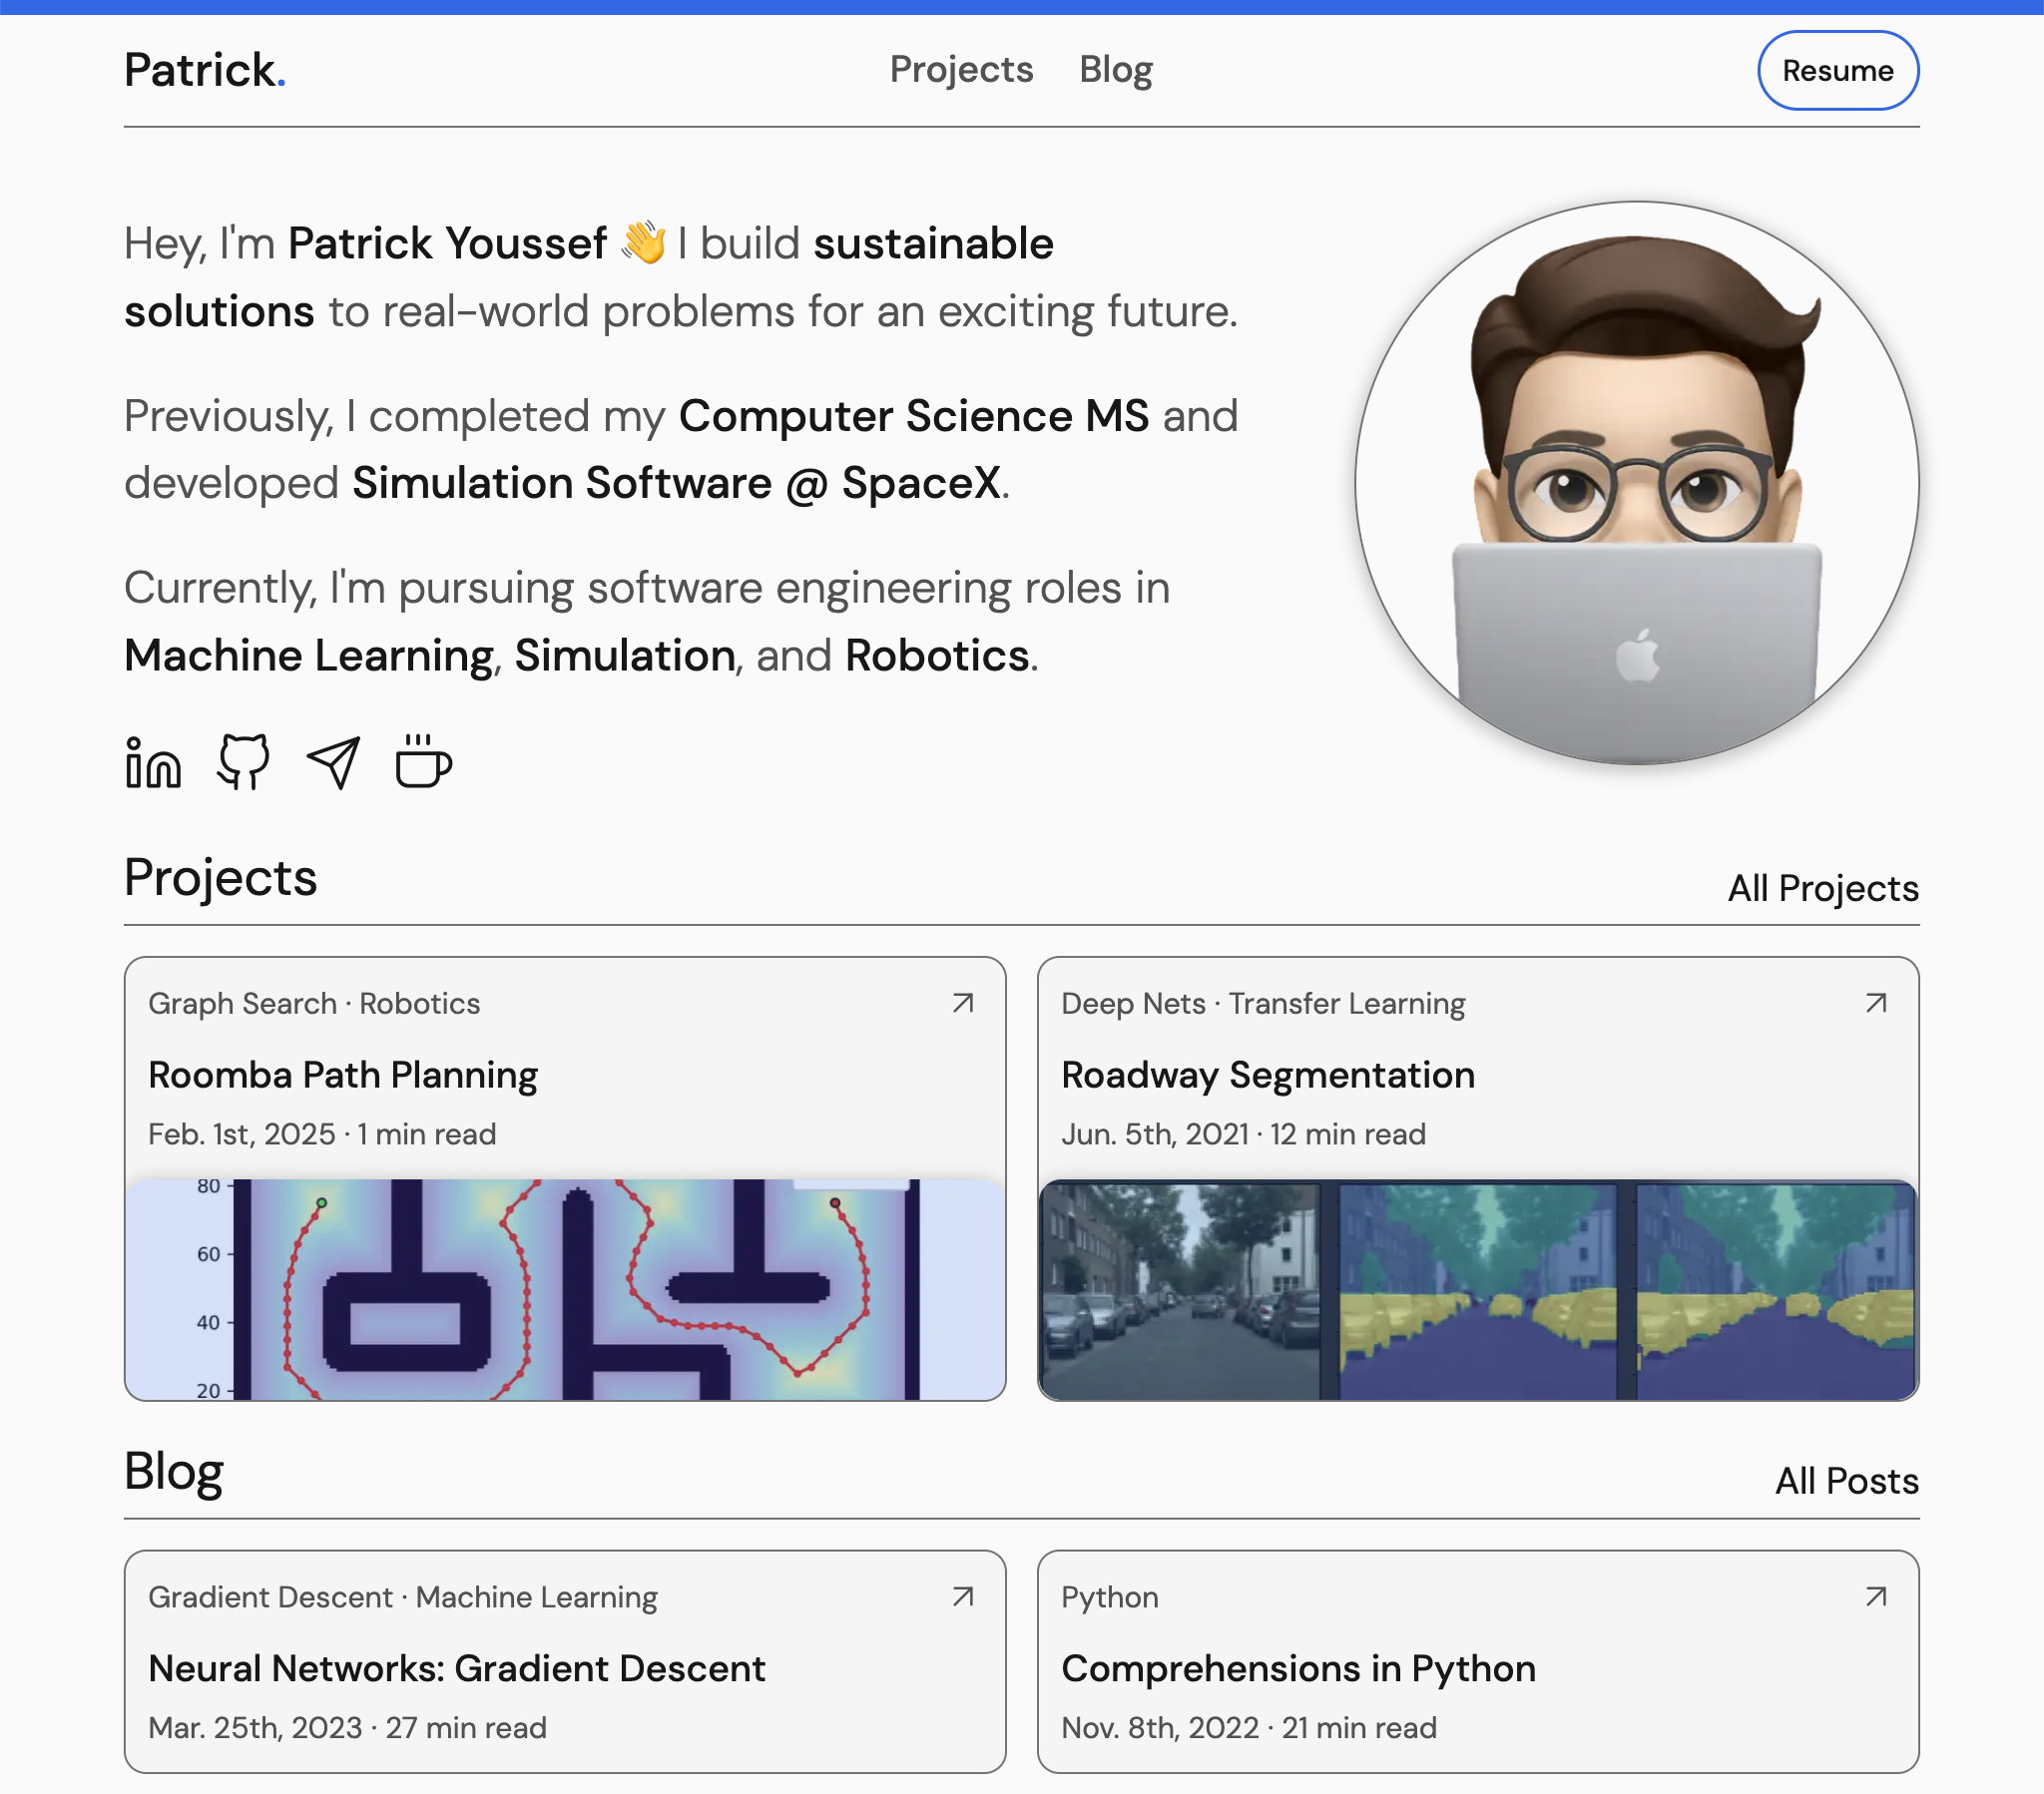 Patrick.
Projects Blog
Resume
Hey, I'm Patrick Youssef 👋 I build sustainable
solutions to real-world problems for an exciting future.
Previously, I completed my Computer Science MS and
developed Simulation Software @ SpaceX.
Currently, I'm pursuing software engineering roles in
Machine Learning, Simulation, and Robotics.
Projects
All Projects
Graph Search · Robotics
Roomba Path Planning
Feb. 1st, 2025 · 1 min read
80
60
40
20
Deep Nets · Transfer Learning
Roadway Segmentation
Jun. 5th, 2021 · 12 min read
Blog
All Posts
Gradient Descent · Machine Learning
Neural Networks: Gradient Descent
Mar. 25th, 2023 · 27 min read
Python
Comprehensions in Python
Nov. 8th, 2022 · 21 min read